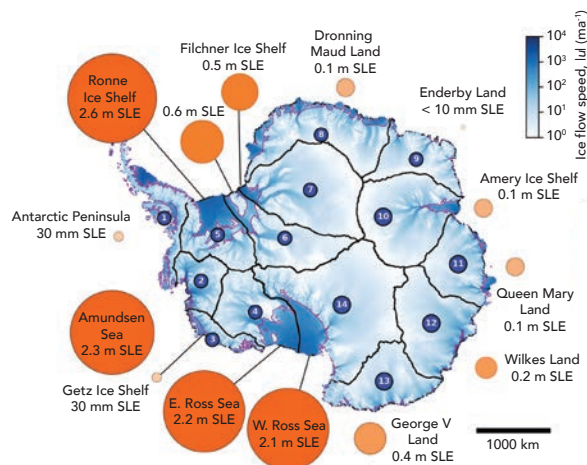 Filchner Ice Shelf
0.5 m SLE
Dronning
Maud Land
0.1 m SLE
Ronne
Ice Shelf
2.6 m SLE
0.6 m SLE
Enderby Land
< 10 mm SLE
10⁴
10³
10²
10¹
10⁰
Ice flow speed, |u| (ma⁻¹)
Amery Ice Shelf
0.1 m SLE
Antarctic Peninsula
30 mm SLE
Queen Mary
Land
0.1 m SLE
Amundsen
Sea
2.3 m SLE
Wilkes Land
0.2 m SLE
Getz Ice Shelf
30 mm SLE
E. Ross Sea
2.2 m SLE
W. Ross Sea
2.1 m SLE
George V
Land
0.4 m SLE
1000 km
1
2
3
4
5
6
7
8
9
10
11
12
13
14